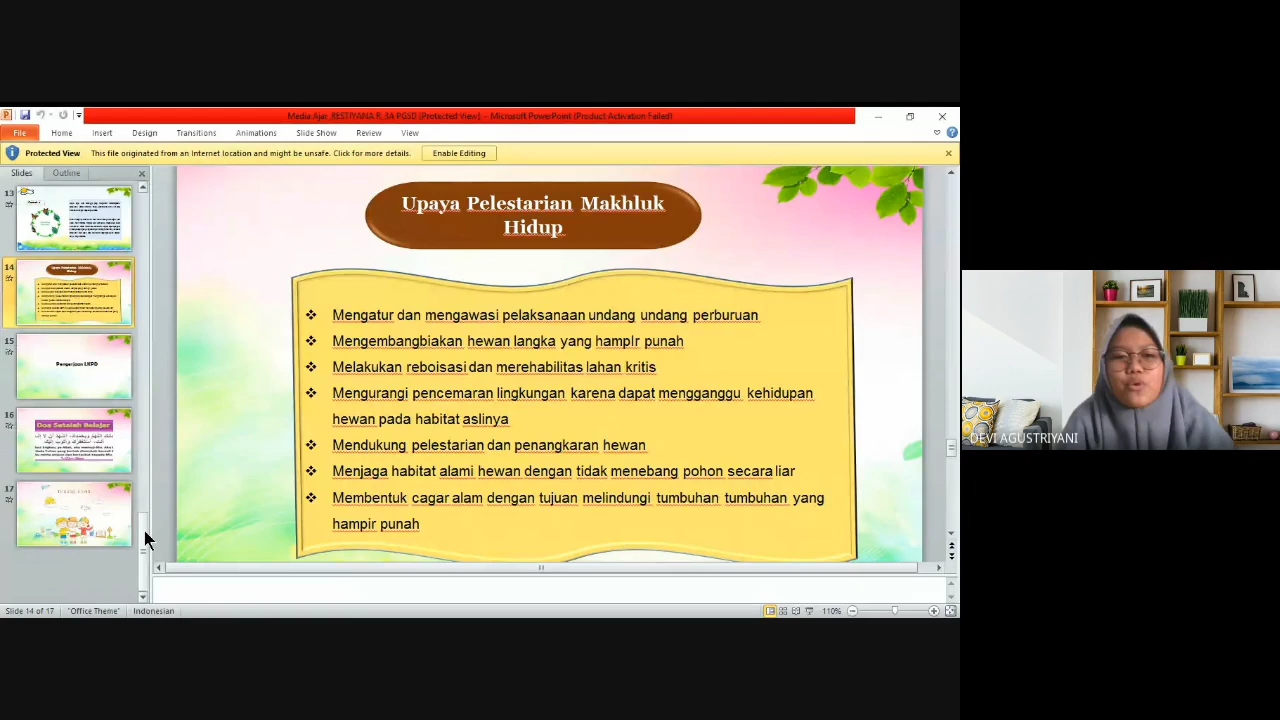 Media Ajar_RESTIYANA R_3A PGSD [Protected View] - Microsoft PowerPoint (Product Activation Failed)
File Home Insert Design Transitions Animations Slide Show Review View
Protected View This file originated from an Internet location and might be unsafe. Click for more details. Enable Editing
Slides Outline
13
14
15
Pengerjaan LKPD
16
Doa Setelah Belajar
17
Upaya Pelestarian Makhluk
Hidup
❖ Mengatur dan mengawasi pelaksanaan undang undang perburuan
❖ Mengembangbiakan hewan langka yang hampIr punah
❖ Melakukan reboisasi dan merehabilitas lahan kritis
❖ Mengurangi pencemaran lingkungan karena dapat mengganggu kehidupan
hewan pada habitat aslinya
❖ Mendukung pelestarian dan penangkaran hewan
❖ Menjaga habitat alami hewan dengan tidak menebang pohon secara liar
❖ Membentuk cagar alam dengan tujuan melindungi tumbuhan tumbuhan yang
hampir punah
DEVI AGUSTRIYANI
Slide 14 of 17 "Office Theme" Indonesian 110%